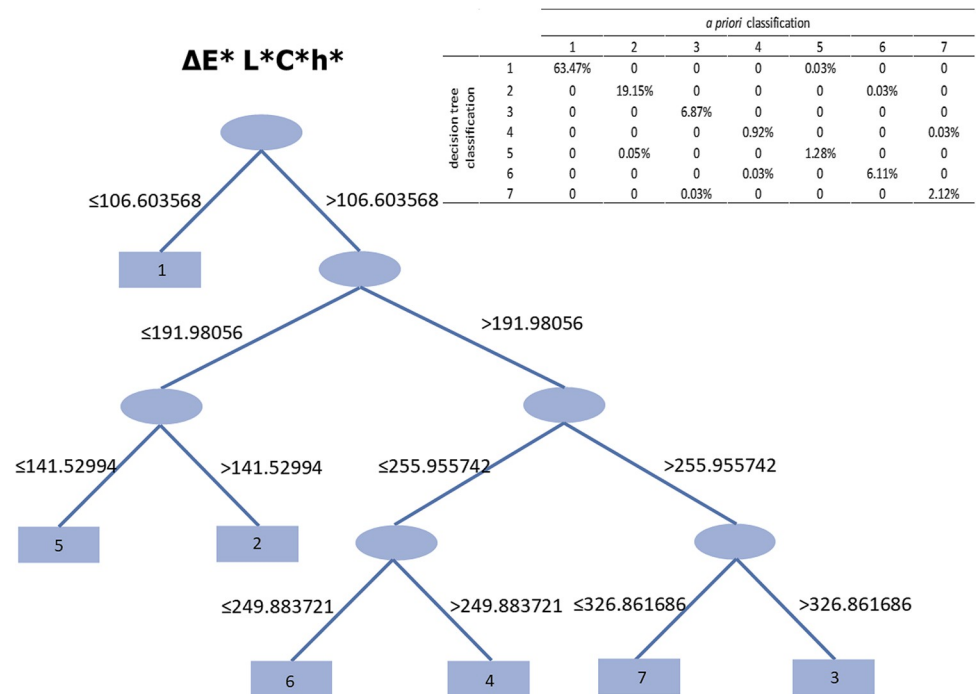 ΔE* L*C*h*
a priori classification
1 2 3 4 5 6 7
decision tree
classification
1 63.47% 0 0 0 0.03% 0 0
2 0 19.15% 0 0 0 0.03% 0
3 0 0 6.87% 0 0 0 0
4 0 0 0 0.92% 0 0 0.03%
5 0 0.05% 0 0 1.28% 0 0
6 0 0 0 0.03% 0 6.11% 0
7 0 0 0.03% 0 0 0 2.12%
≤106.603568 >106.603568
1
≤191.98056 >191.98056
≤141.52994 >141.52994 ≤255.955742 >255.955742
5 2
≤249.883721 >249.883721 ≤326.861686 >326.861686
6 4 7 3